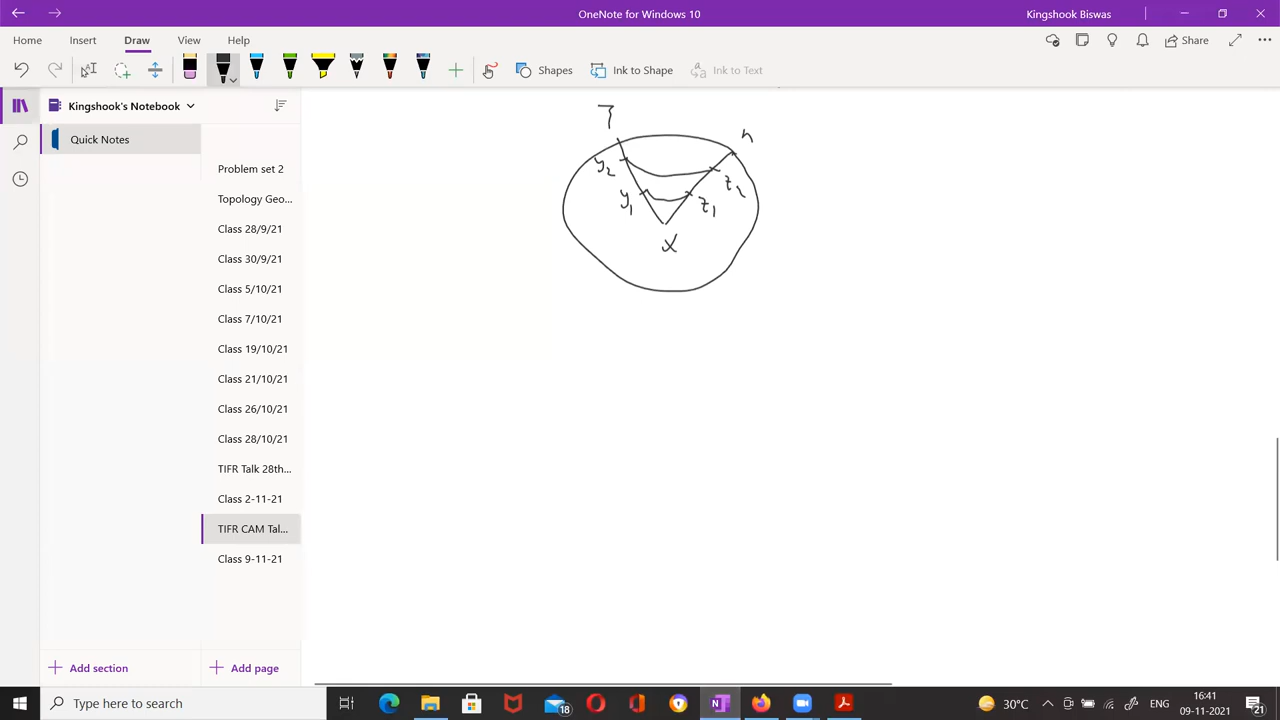 OneNote for Windows 10
Kingshook Biswas
Home Insert Draw View Help
Share
Shapes
Ink to Shape
Ink to Text
Kingshook's Notebook
Quick Notes
Problem set 2
Topology Geo...
Class 28/9/21
Class 30/9/21
Class 5/10/21
Class 7/10/21
Class 19/10/21
Class 21/10/21
Class 26/10/21
Class 28/10/21
TIFR Talk 28th...
Class 2-11-21
TIFR CAM Tal...
Class 9-11-21
y2
z2
y1
z1
x
Add section
Add page
Type here to search
18
30°C
ENG
16:41
09-11-2021
21